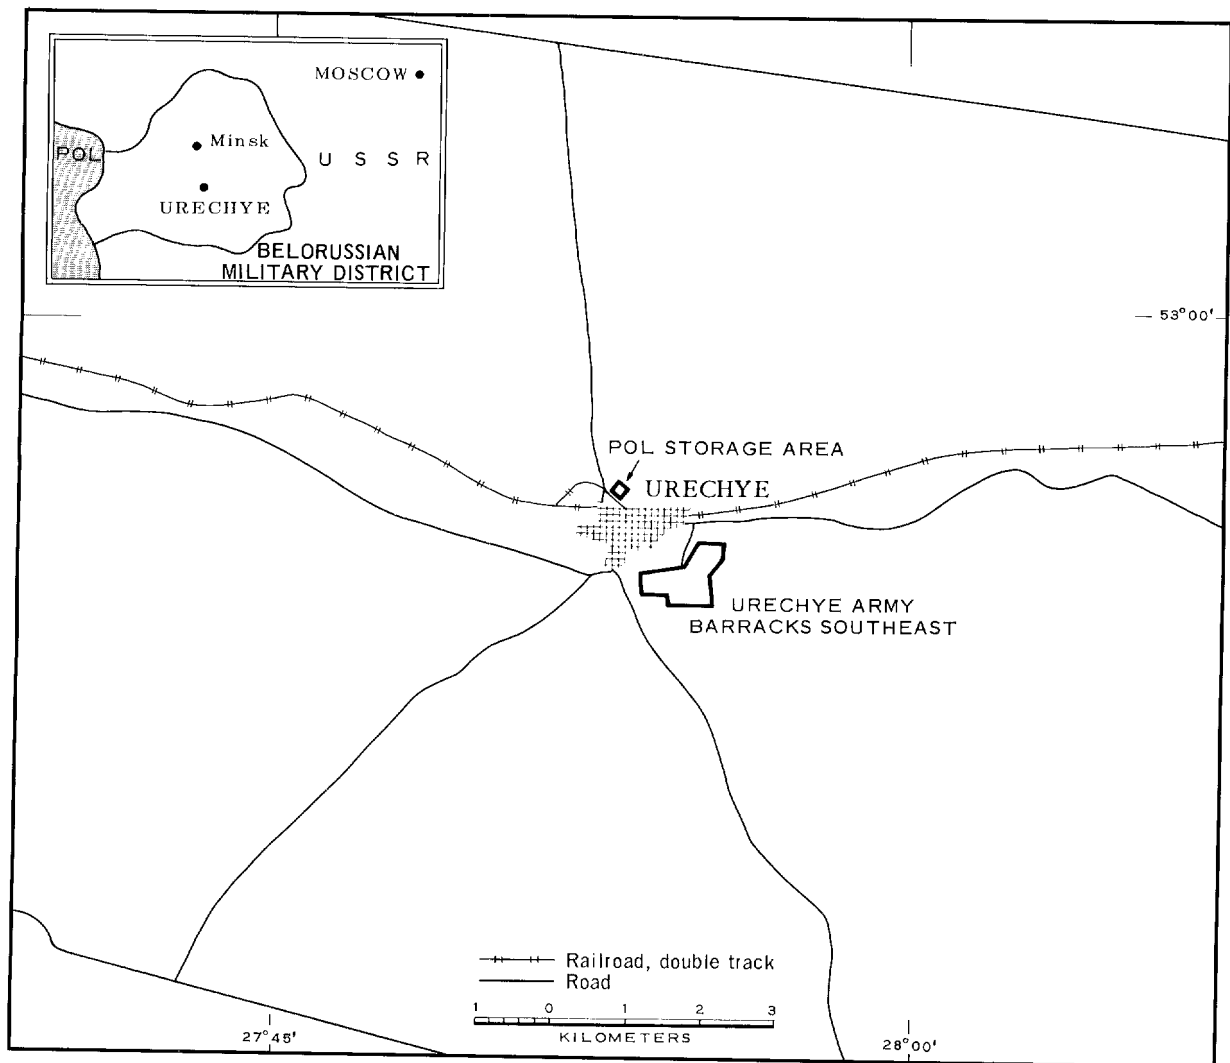 MOSCOW
Minsk
POL
U S S R
URECHYE
BELORUSSIAN
MILITARY DISTRICT
53°00'
POL STORAGE AREA
URECHYE
URECHYE ARMY
BARRACKS SOUTHEAST
Railroad, double track
Road
1 0 1 2 3
KILOMETERS
27°45'
28°00'